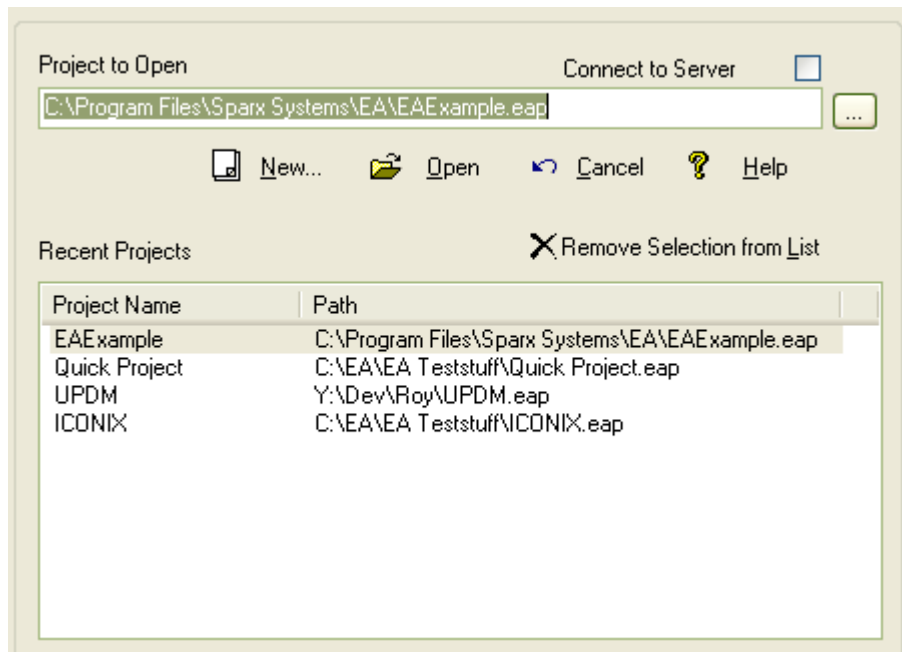 Project to Open Connect to Server
C:\Program Files\Sparx Systems\EA\EAExample.eap ...
New... Open Cancel Help
Recent Projects Remove Selection from List
Project Name Path
EAExample C:\Program Files\Sparx Systems\EA\EAExample.eap
Quick Project C:\EA\EA Teststuff\Quick Project.eap
UPDM Y:\Dev\Roy\UPDM.eap
ICONIX C:\EA\EA Teststuff\ICONIX.eap